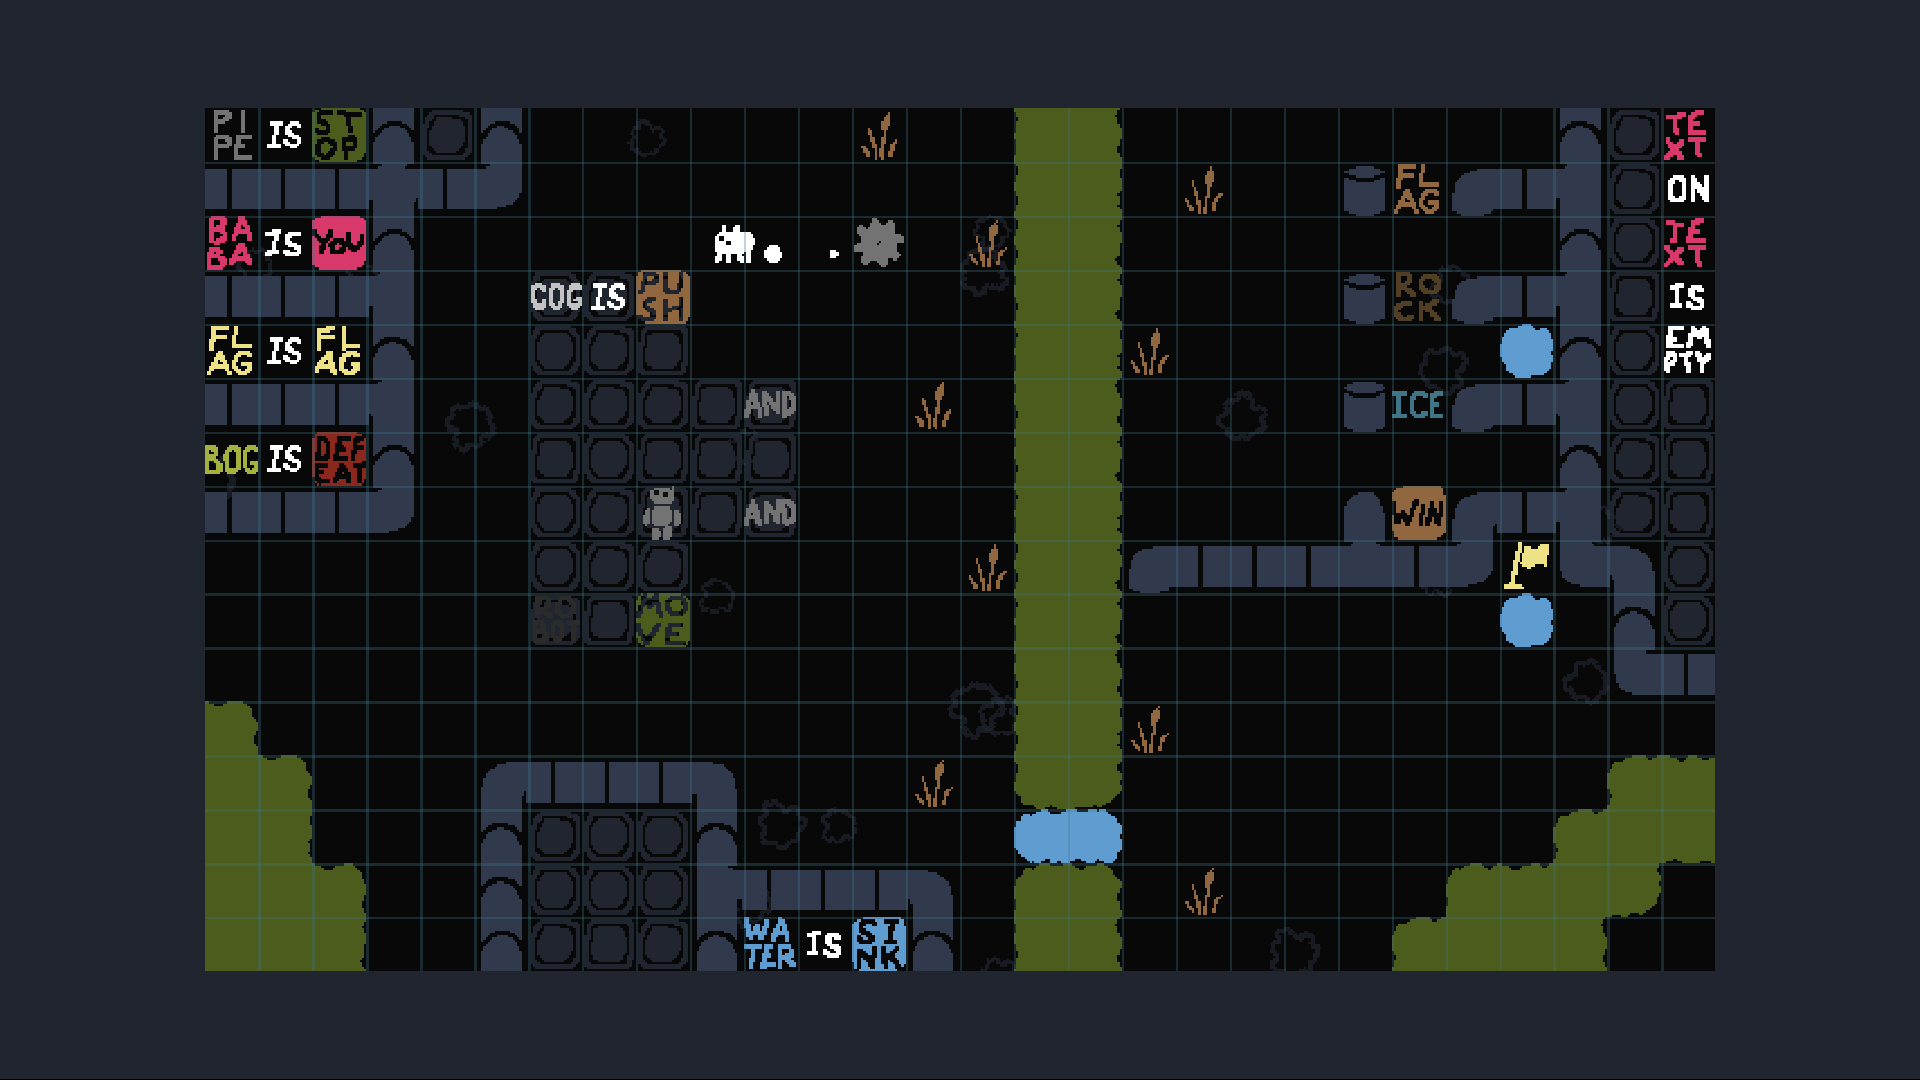 PIPE IS STOP
TEXT
FLAG
ON
BABA IS YOU
TEXT
COG IS PUSH
ROCK
IS
FLAG IS FLAG
EMPTY
AND
ICE
BOG IS DEFEAT
AND
WIN
ROBOT
MOVE
WATER IS SINK